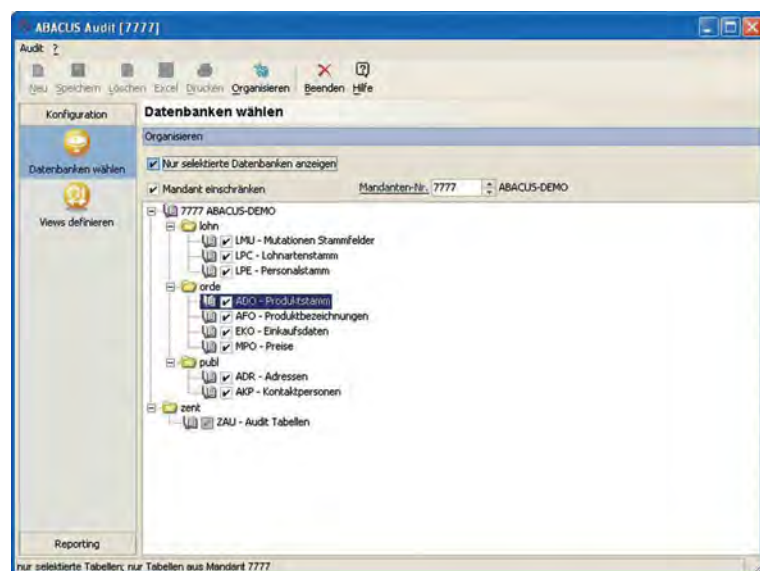 ABACUS Audit [7777]
Audit ?
Neu Speichern Löschen Excel Drucken Organisieren Beenden Hilfe
Konfiguration
Datenbanken wählen
Views definieren
Reporting
Datenbanken wählen
Organisieren
Nur selektierte Datenbanken anzeigen
Mandant einschränken Mandanten-Nr. 7777 ABACUS-DEMO
7777 ABACUS-DEMO
lohn
LMU - Mutationen Stammfelder
LPC - Lohnartenstamm
LPE - Personalstamm
orde
ADO - Produktstamm
AFO - Produktbezeichnungen
EKO - Einkaufsdaten
MPO - Preise
publ
ADR - Adressen
AKP - Kontaktpersonen
zent
ZAU - Audit Tabellen
nur selektierte Tabellen; nur Tabellen aus Mandant 7777